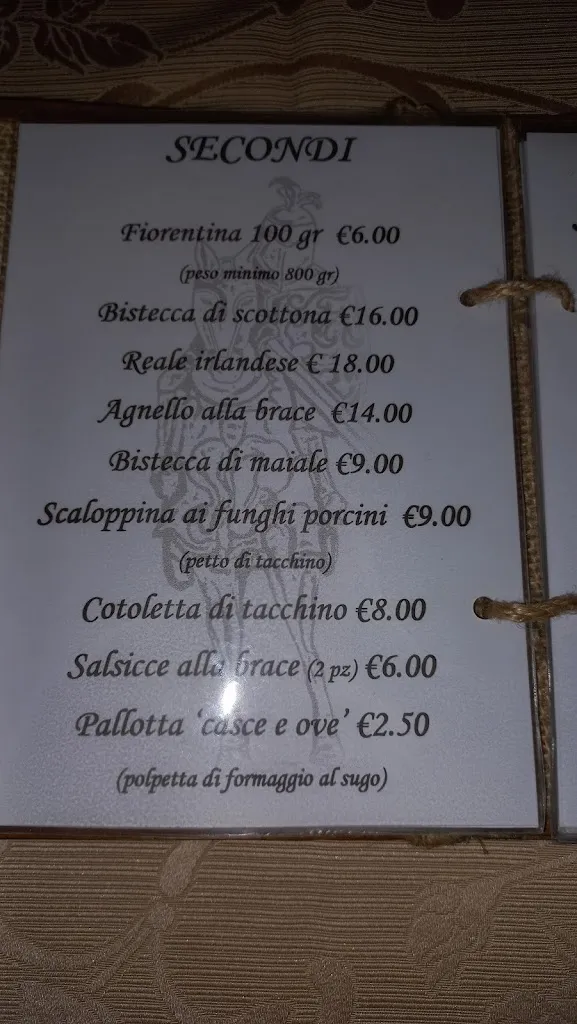 SECONDI
Fiorentina 100 gr €6.00
(peso minimo 800 gr)
Bistecca di scottona €16.00
Reale irlandese € 18.00
Agnello alla brace €14.00
Bistecca di maiale €9.00
Scaloppina ai funghi porcini €9.00
(petto di tacchino)
Cotoletta di tacchino €8.00
Salsicce alla brace (2 pz) €6.00
Pallotta ‘casce e ove’ €2.50
(polpetta di formaggio al sugo)